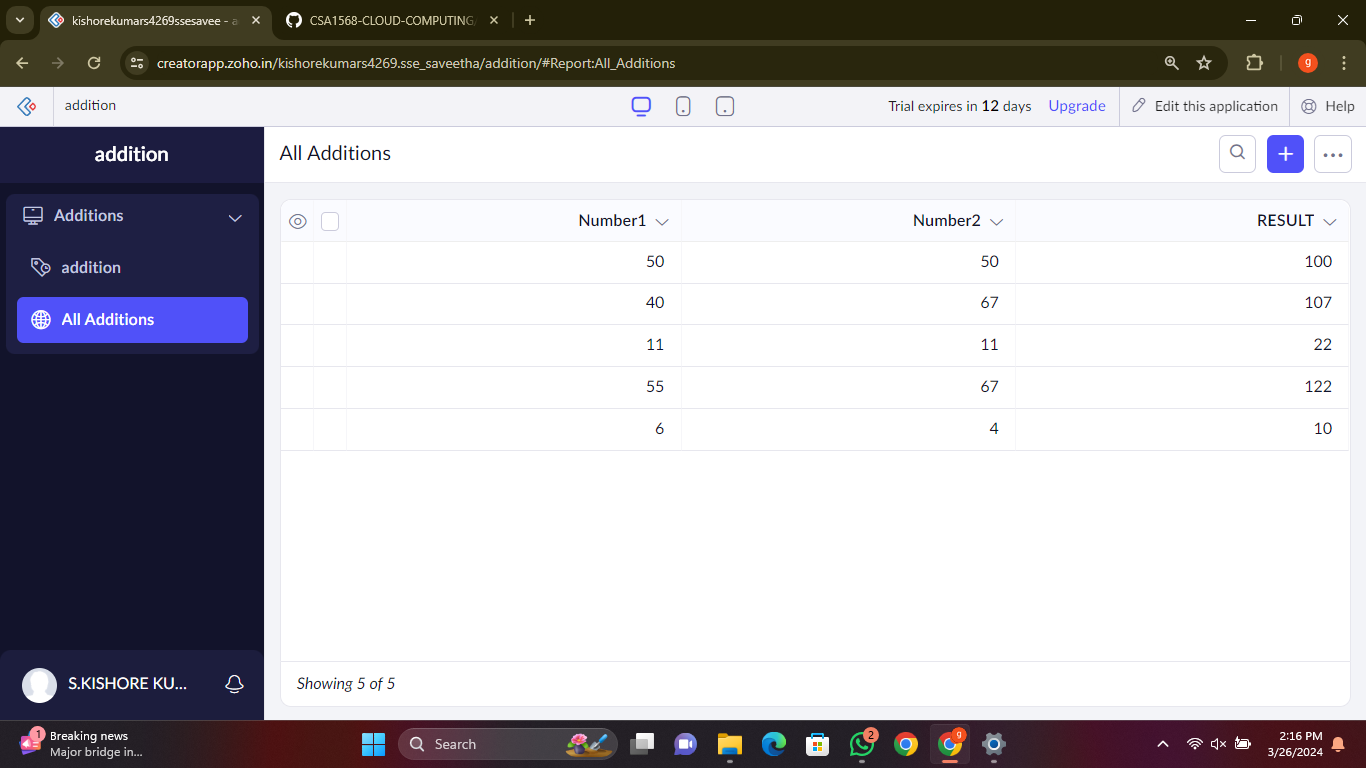 kishorekumars4269ssesavee - a
CSA1568-CLOUD-COMPUTING
creatorapp.zoho.in/kishorekumars4269.sse_saveetha/addition/#Report:All_Additions
g
addition
Trial expires in 12 days
Upgrade
Edit this application
Help
addition
Additions
addition
All Additions
S.KISHORE KU...
All Additions
Number1 Number2 RESULT
50 50 100
40 67 107
11 11 22
55 67 122
6 4 10
Showing 5 of 5
1
Breaking news
Major bridge in...
Search
2
g
2:16 PM
3/26/2024